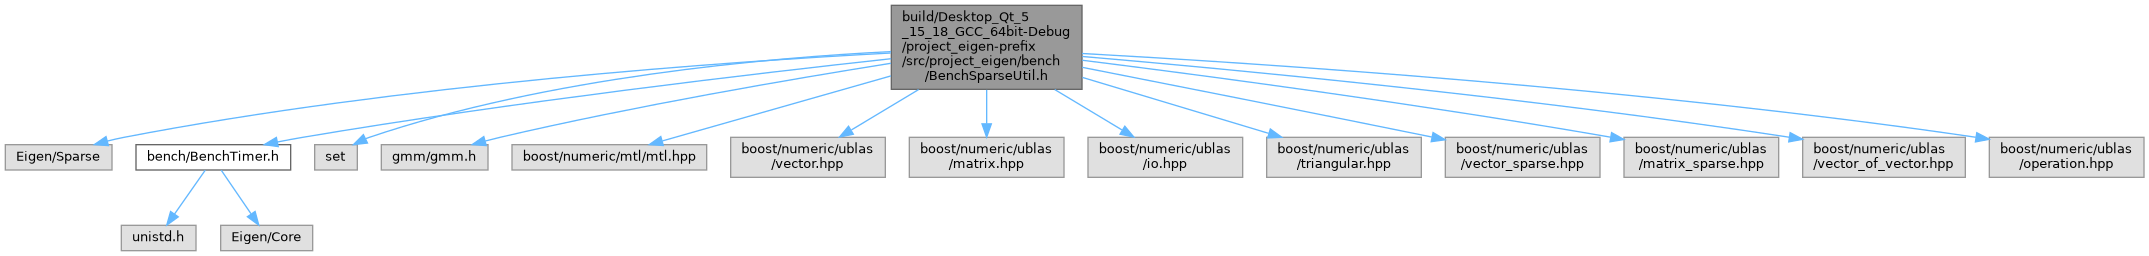 build/Desktop_Qt_5
_15_18_GCC_64bit-Debug
/project_eigen-prefix
/src/project_eigen/bench
/BenchSparseUtil.h
Eigen/Sparse
bench/BenchTimer.h
set
gmm/gmm.h
boost/numeric/mtl/mtl.hpp
boost/numeric/ublas
/vector.hpp
boost/numeric/ublas
/matrix.hpp
boost/numeric/ublas
/io.hpp
boost/numeric/ublas
/triangular.hpp
boost/numeric/ublas
/vector_sparse.hpp
boost/numeric/ublas
/matrix_sparse.hpp
boost/numeric/ublas
/vector_of_vector.hpp
boost/numeric/ublas
/operation.hpp
unistd.h
Eigen/Core